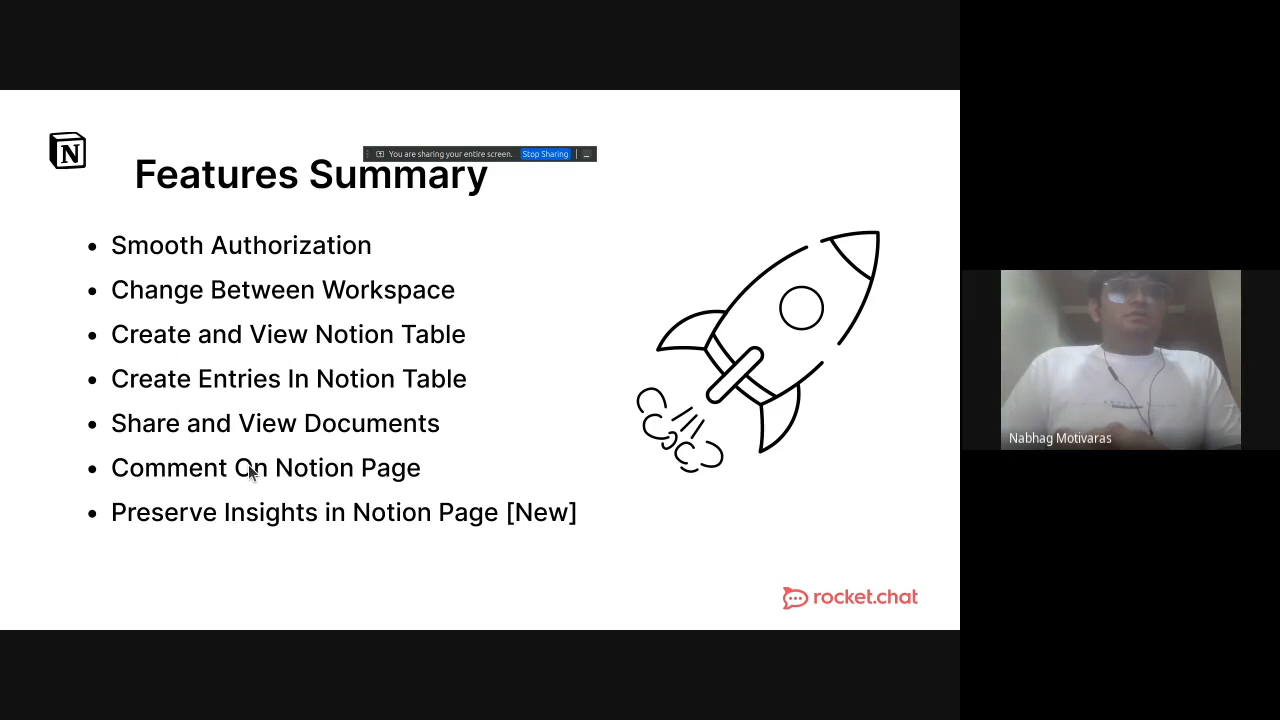 N
You are sharing your entire screen. Stop Sharing
Features Summary
• Smooth Authorization
• Change Between Workspace
• Create and View Notion Table
• Create Entries In Notion Table
• Share and View Documents
• Comment On Notion Page
• Preserve Insights in Notion Page [New]
rocket.chat
Nabhag Motivaras